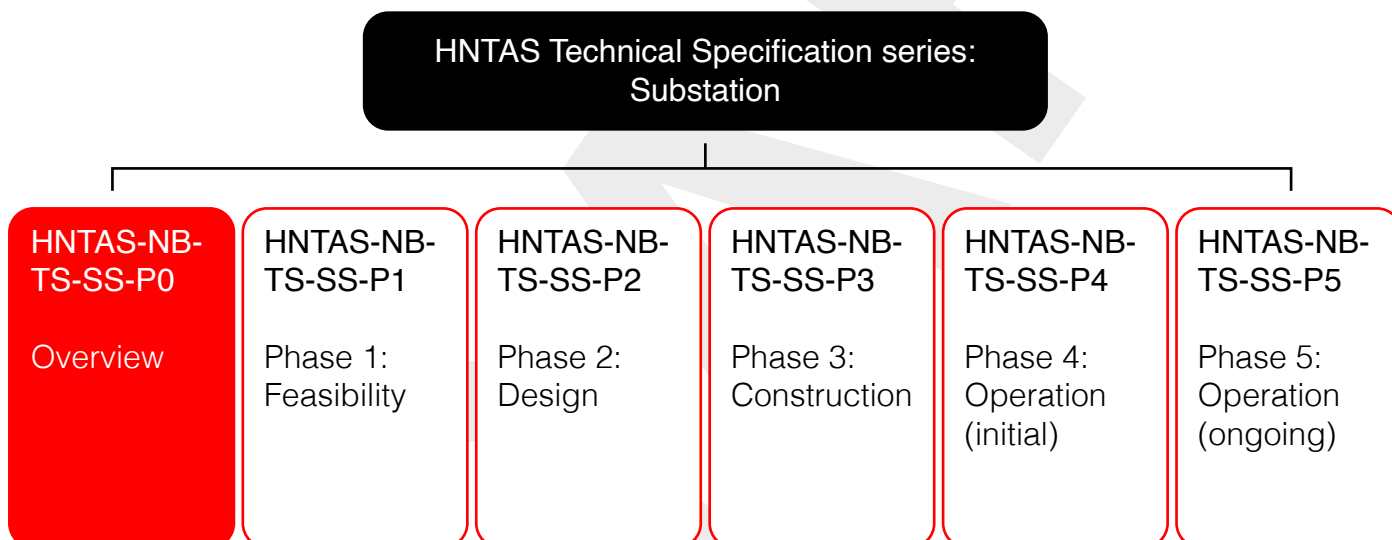 HNTAS Technical Specification series:
Substation
HNTAS-NB-
TS-SS-P0
Overview
HNTAS-NB-
TS-SS-P1
Phase 1:
Feasibility
HNTAS-NB-
TS-SS-P2
Phase 2:
Design
HNTAS-NB-
TS-SS-P3
Phase 3:
Construction
HNTAS-NB-
TS-SS-P4
Phase 4:
Operation
(initial)
HNTAS-NB-
TS-SS-P5
Phase 5:
Operation
(ongoing)